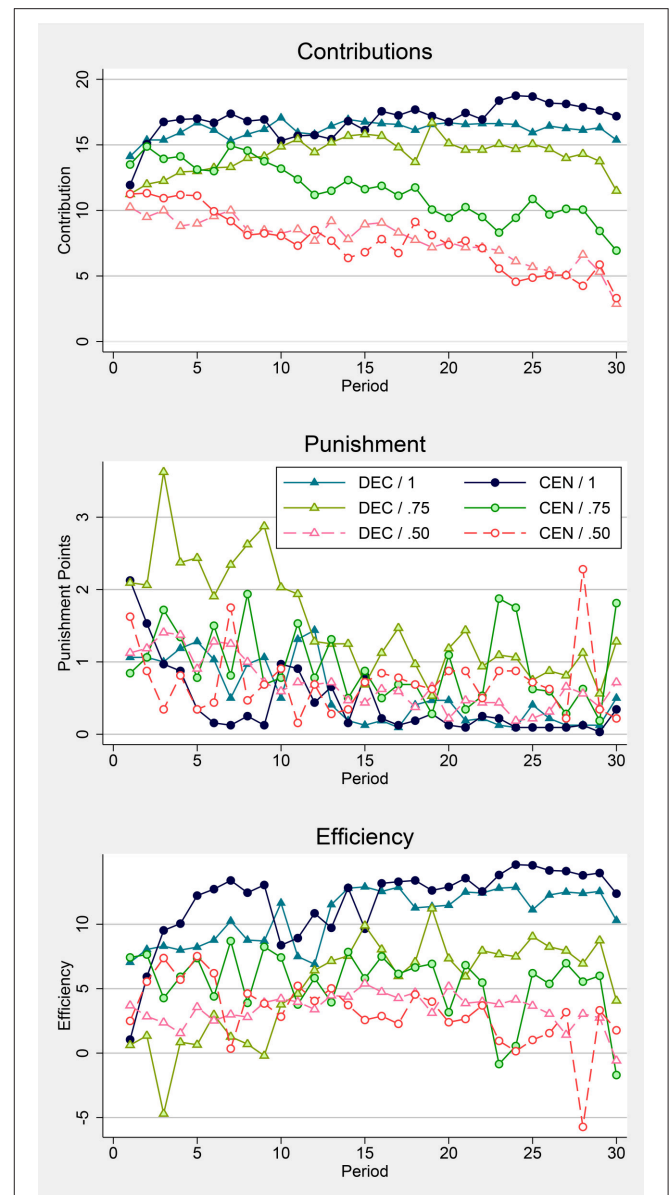 Contributions
20
15
10
5
0
Contribution
0 5 10 15 20 25 30
Period
Punishment
DEC / 1 CEN / 1
DEC / .75 CEN / .75
DEC / .50 CEN / .50
3
2
1
0
Punishment Points
0 5 10 15 20 25 30
Period
Efficiency
10
5
0
-5
Efficiency
0 5 10 15 20 25 30
Period